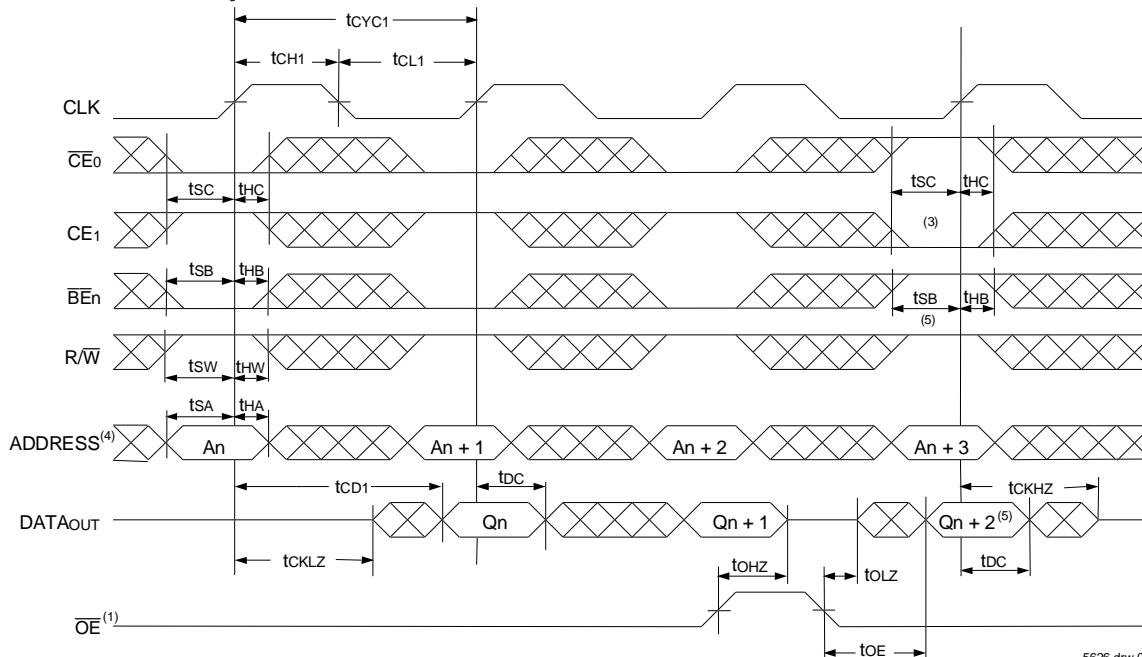 tCYC1
tCH1 tCL1
CLK
CE0
tSC tHC tSC tHC
CE1 (3)
tSB tHB tSB tHB
BEn (5)
R/W
tSW tHW
tSA tHA
ADDRESS(4) An An + 1 An + 2 An + 3
tCD1 tDC tCKHZ
DATAOUT Qn Qn + 1 Qn + 2(5)
tCKLZ tOHZ tOLZ tDC
OE(1)
tOE